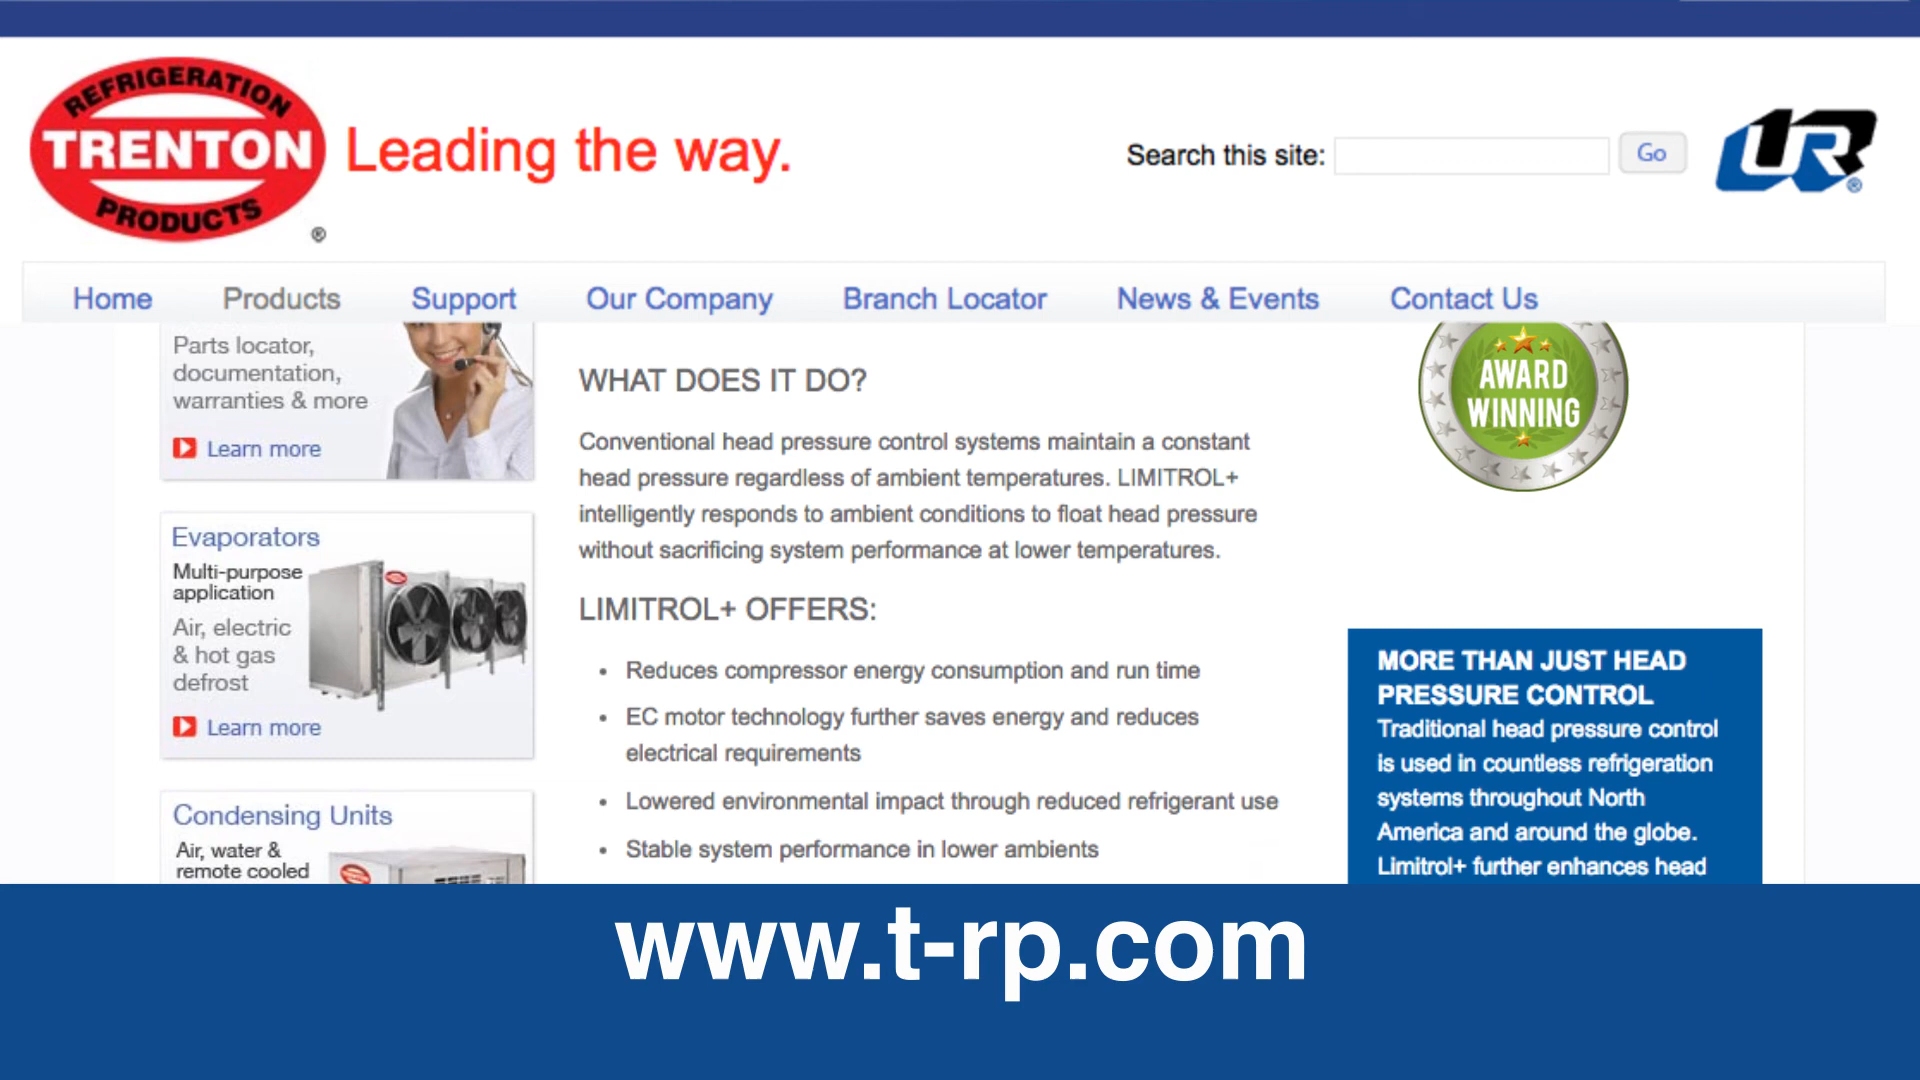 REFRIGERATION
TRENTON
PRODUCTS
®
Leading the way.
Search this site:
Go
UR®
Home Products Support Our Company Branch Locator News & Events Contact Us
Parts locator,
documentation,
warranties & more
Learn more
Evaporators
Multi-purpose
application
Air, electric
& hot gas
defrost
Learn more
Condensing Units
Air, water &
remote cooled
WHAT DOES IT DO?
Conventional head pressure control systems maintain a constant
head pressure regardless of ambient temperatures. LIMITROL+
intelligently responds to ambient conditions to float head pressure
without sacrificing system performance at lower temperatures.
LIMITROL+ OFFERS:
• Reduces compressor energy consumption and run time
• EC motor technology further saves energy and reduces
electrical requirements
• Lowered environmental impact through reduced refrigerant use
• Stable system performance in lower ambients
AWARD
WINNING
MORE THAN JUST HEAD
PRESSURE CONTROL
Traditional head pressure control
is used in countless refrigeration
systems throughout North
America and around the globe.
Limitrol+ further enhances head
www.t-rp.com